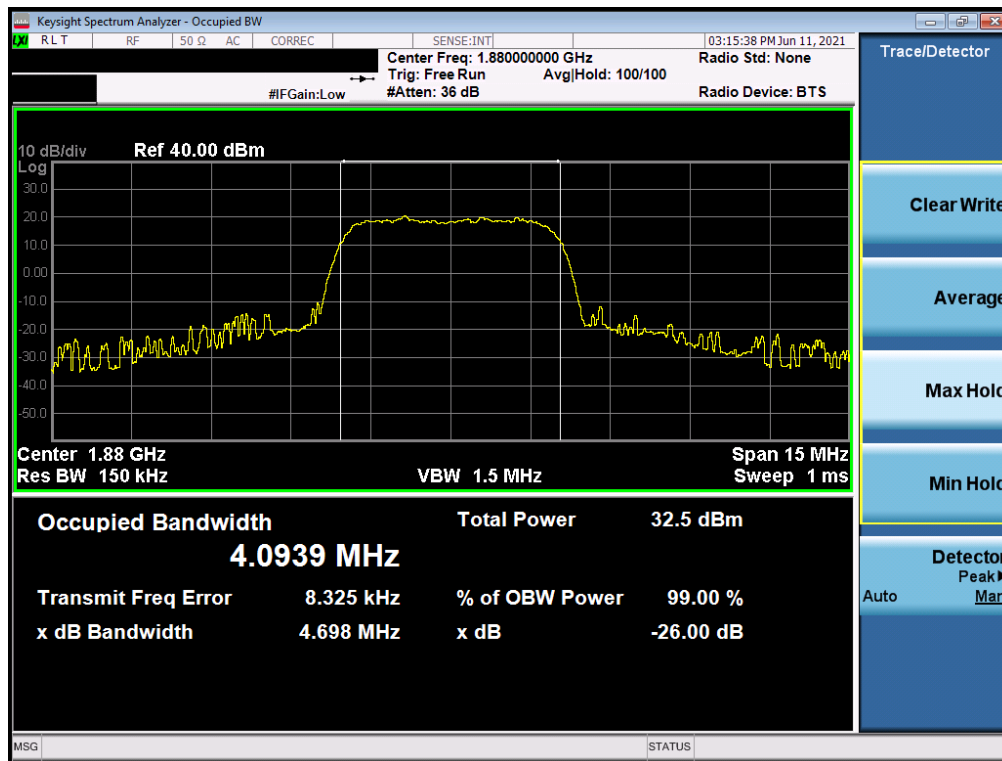 Keysight Spectrum Analyzer - Occupied BW
LXI RLT RF 50 Ω AC CORREC SENSE:INT 03:15:38 PM Jun 11, 2021
Center Freq: 1.880000000 GHz Radio Std: None
Trig: Free Run Avg|Hold: 100/100
#IFGain:Low #Atten: 36 dB Radio Device: BTS
10 dB/div Ref 40.00 dBm
Log
30.0
20.0
10.0
0.00
-10.0
-20.0
-30.0
-40.0
-50.0
Center 1.88 GHz Span 15 MHz
Res BW 150 kHz VBW 1.5 MHz Sweep 1 ms
Occupied Bandwidth Total Power 32.5 dBm
4.0939 MHz
Transmit Freq Error 8.325 kHz % of OBW Power 99.00 %
x dB Bandwidth 4.698 MHz x dB -26.00 dB
MSG STATUS
Trace/Detector
Clear Write
Average
Max Hold
Min Hold
Detector
Peak
Auto Man